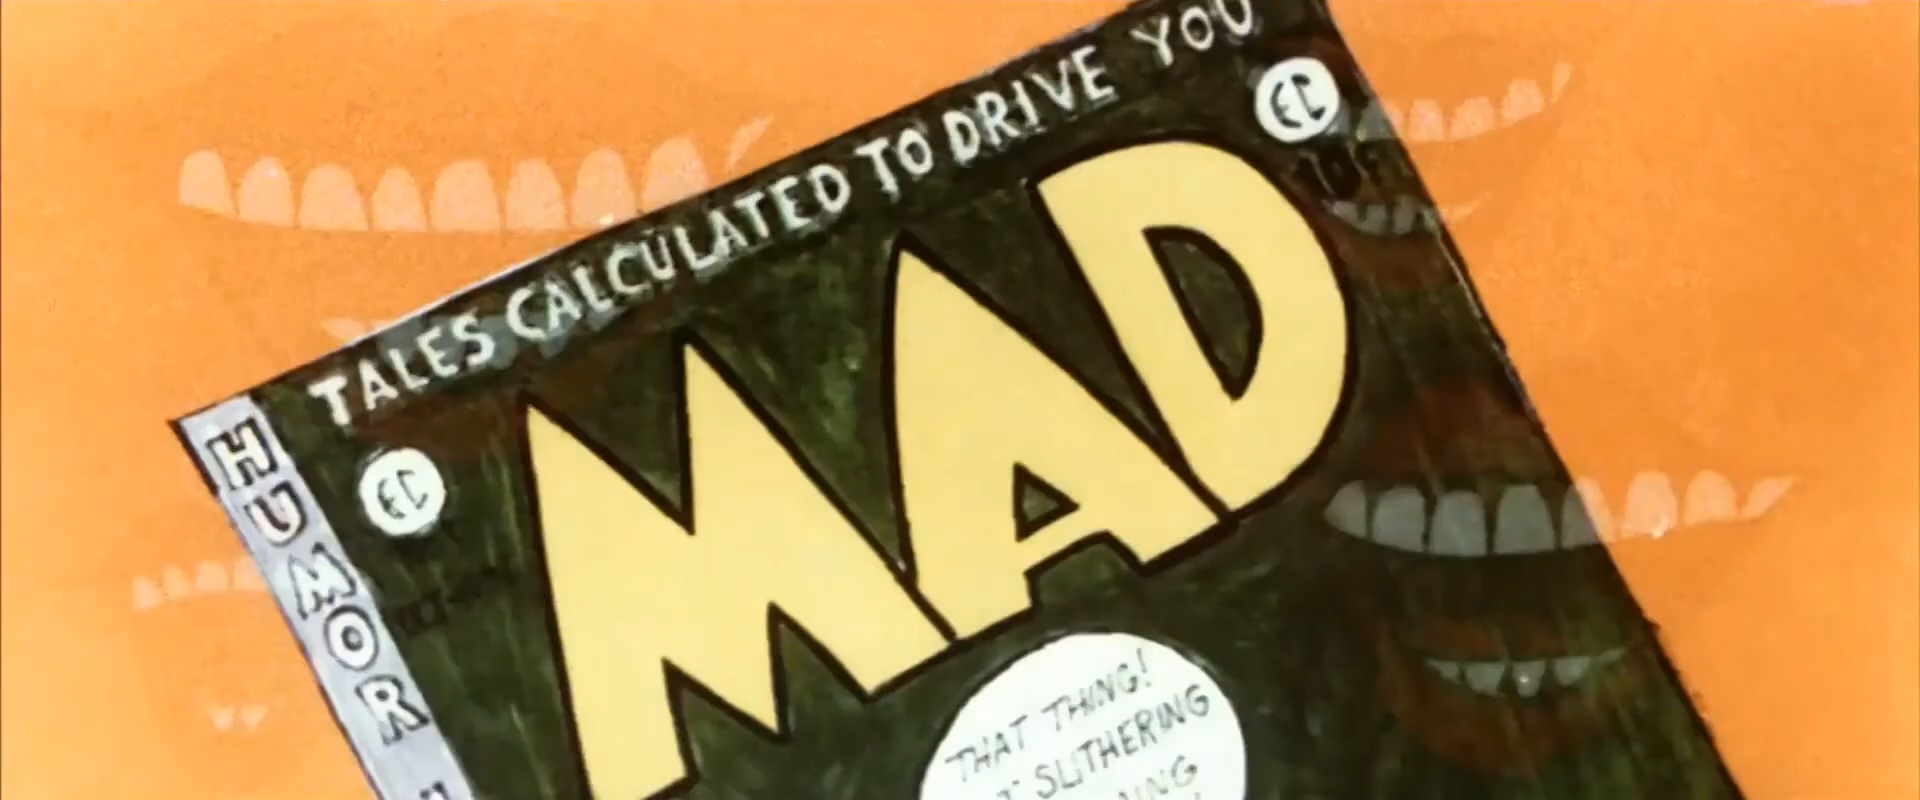 TALES CALCULATED TO DRIVE YOU
EC
EC
MAD
HUMOR
THAT THING!
SLITHERING